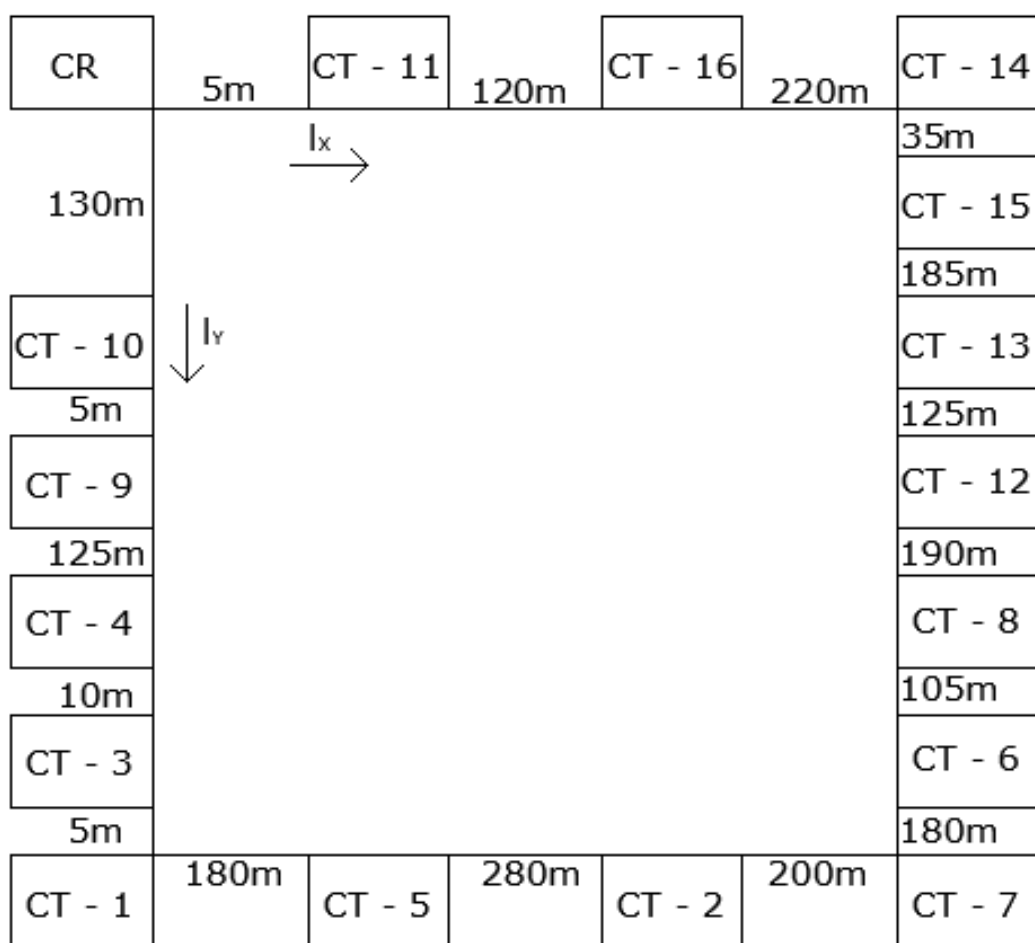 CR
5m
CT - 11
120m
CT - 16
220m
CT - 14
Ix
35m
130m
CT - 15
185m
CT - 10
IY
CT - 13
5m
125m
CT - 9
CT - 12
125m
190m
CT - 4
CT - 8
10m
105m
CT - 3
CT - 6
5m
180m
CT - 1
180m
CT - 5
280m
CT - 2
200m
CT - 7